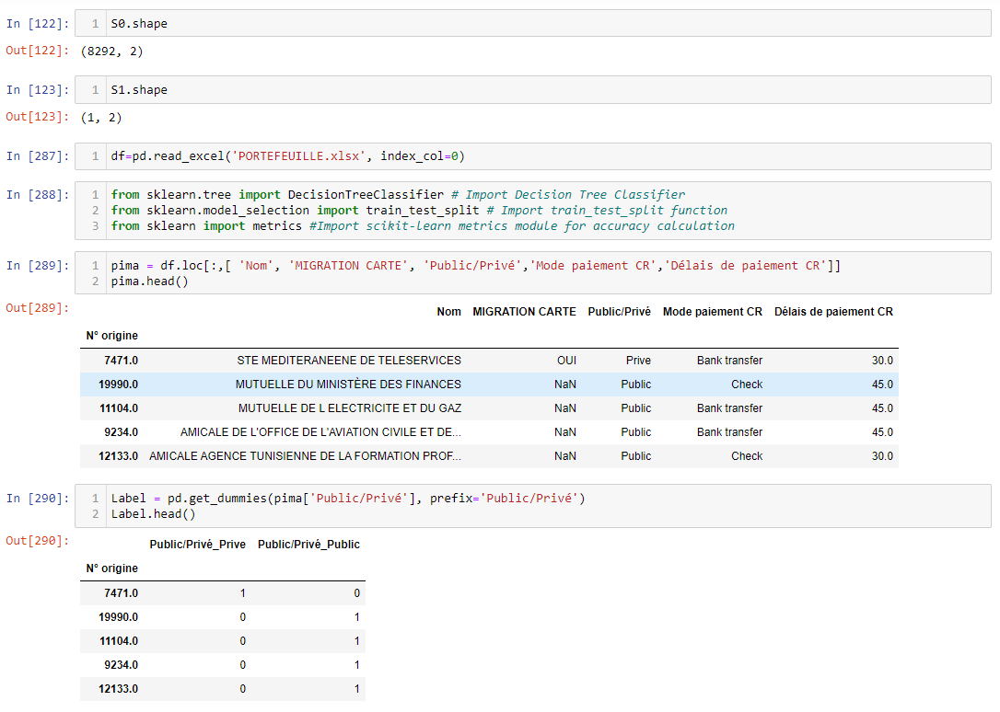 In [122]: 1 S0.shape
Out[122]: (8292, 2)
In [123]: 1 S1.shape
Out[123]: (1, 2)
In [287]: 1 df=pd.read_excel('PORTEFEUILLE.xlsx', index_col=0)
In [288]: 1 from sklearn.tree import DecisionTreeClassifier # Import Decision Tree Classifier
2 from sklearn.model_selection import train_test_split # Import train_test_split function
3 from sklearn import metrics #Import scikit-learn metrics module for accuracy calculation
In [289]: 1 pima = df.loc[:,[ 'Nom', 'MIGRATION CARTE', 'Public/Privé','Mode paiement CR','Délais de paiement CR']]
2 pima.head()
Out[289]:
Nom MIGRATION CARTE Public/Privé Mode paiement CR Délais de paiement CR
N° origine
7471.0 STE MEDITERANEENE DE TELESERVICES OUI Prive Bank transfer 30.0
19990.0 MUTUELLE DU MINISTÈRE DES FINANCES NaN Public Check 45.0
11104.0 MUTUELLE DE L ELECTRICITE ET DU GAZ NaN Public Bank transfer 45.0
9234.0 AMICALE DE L'OFFICE DE L'AVIATION CIVILE ET DE... NaN Public Bank transfer 45.0
12133.0 AMICALE AGENCE TUNISIENNE DE LA FORMATION PROF... NaN Public Check 30.0
In [290]: 1 Label = pd.get_dummies(pima['Public/Privé'], prefix='Public/Privé')
2 Label.head()
Out[290]:
Public/Privé_Prive Public/Privé_Public
N° origine
7471.0 1 0
19990.0 0 1
11104.0 0 1
9234.0 0 1
12133.0 0 1